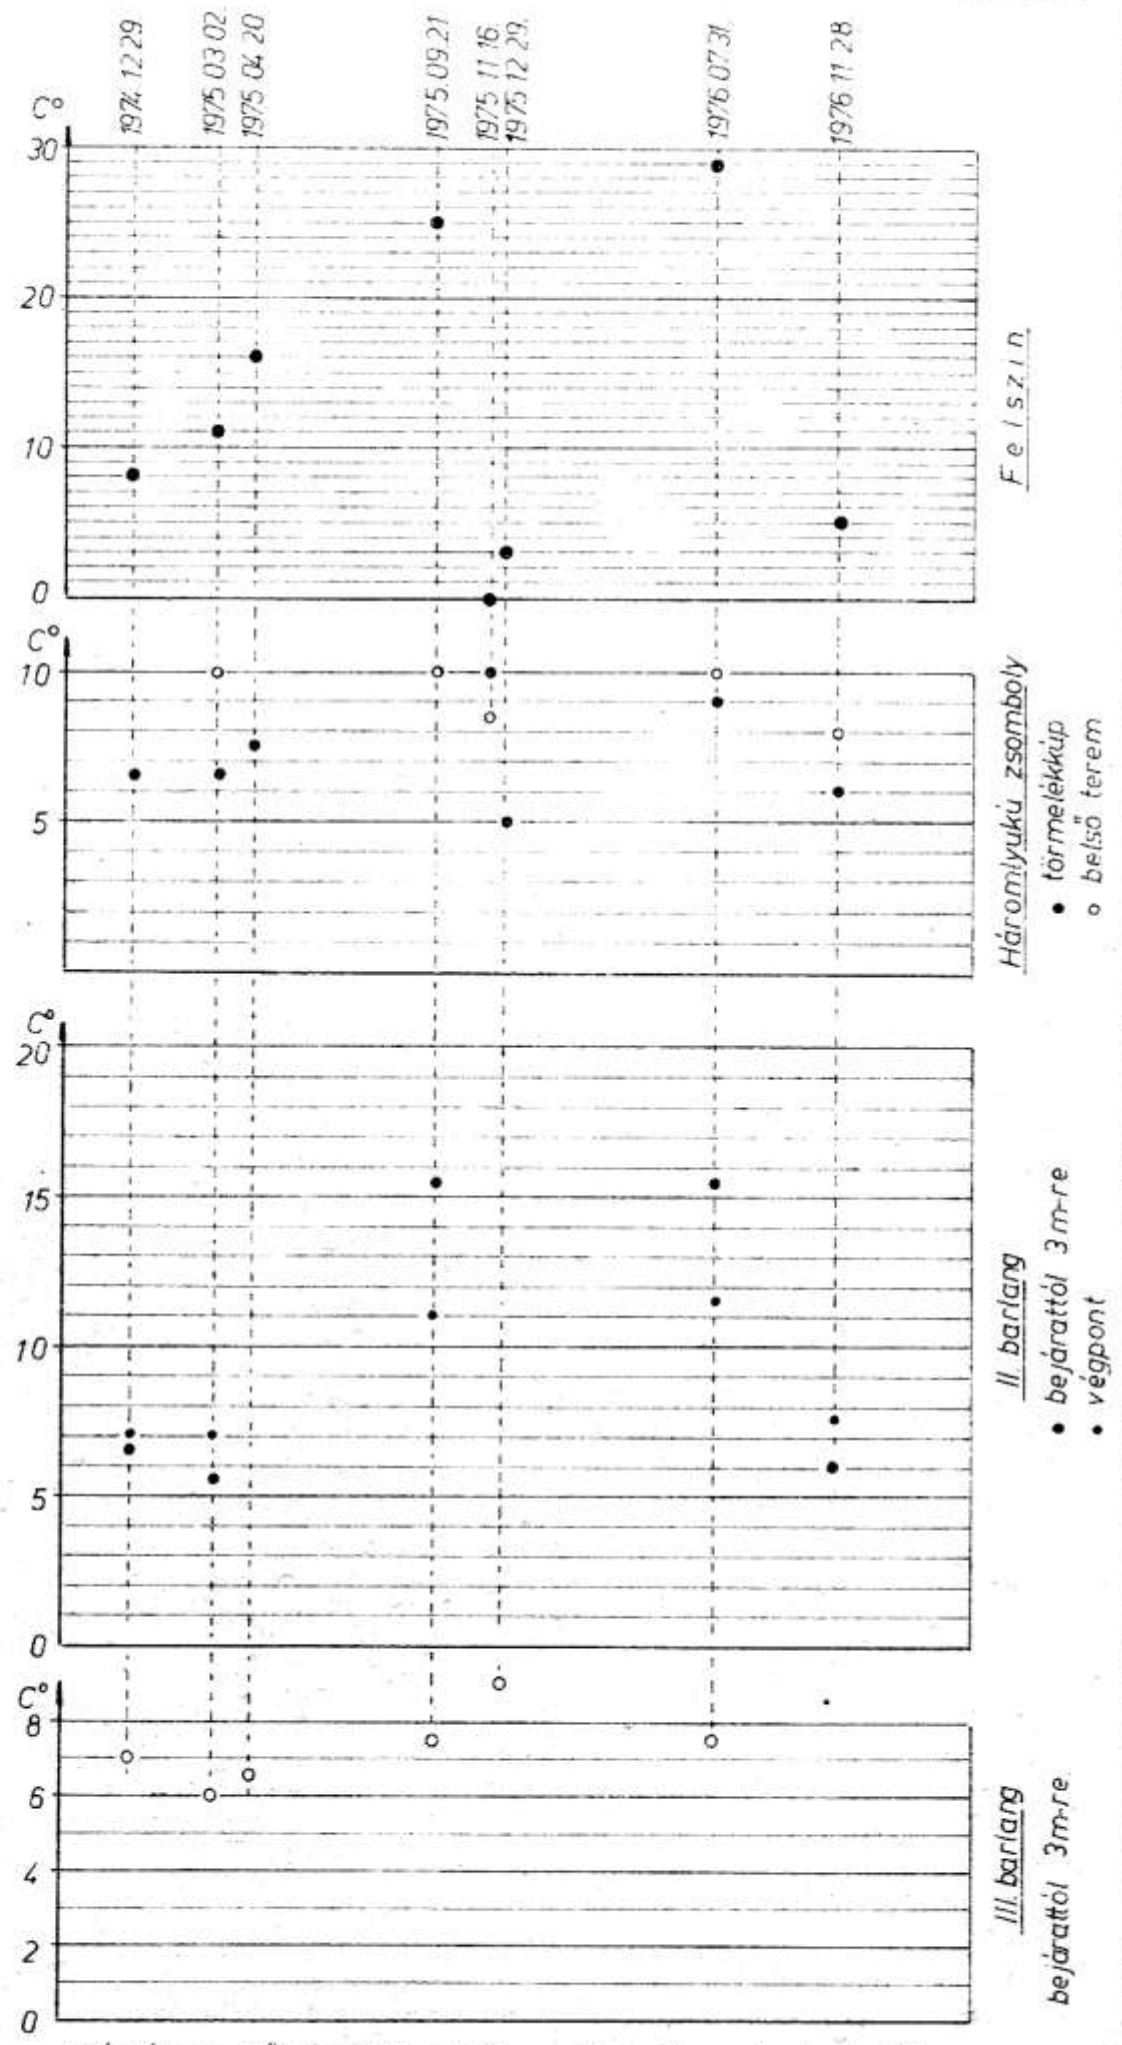 1974.12.29.
1975.03.02.
1975.04.20
1975.09.21.
1975.11.16.
1975.12.29.
1976.07.31.
1976.11.28.
C°
30
20
10
0
Felszín
C°
10
5
Háromlyukú zsomboly
• törmelékkúp
o belső terem
C°
20
15
10
5
0
II. barlang
• bejárattól 3m-re
• végpont
C°
8
6
4
2
0
III. barlang
bejárattól 3m-re